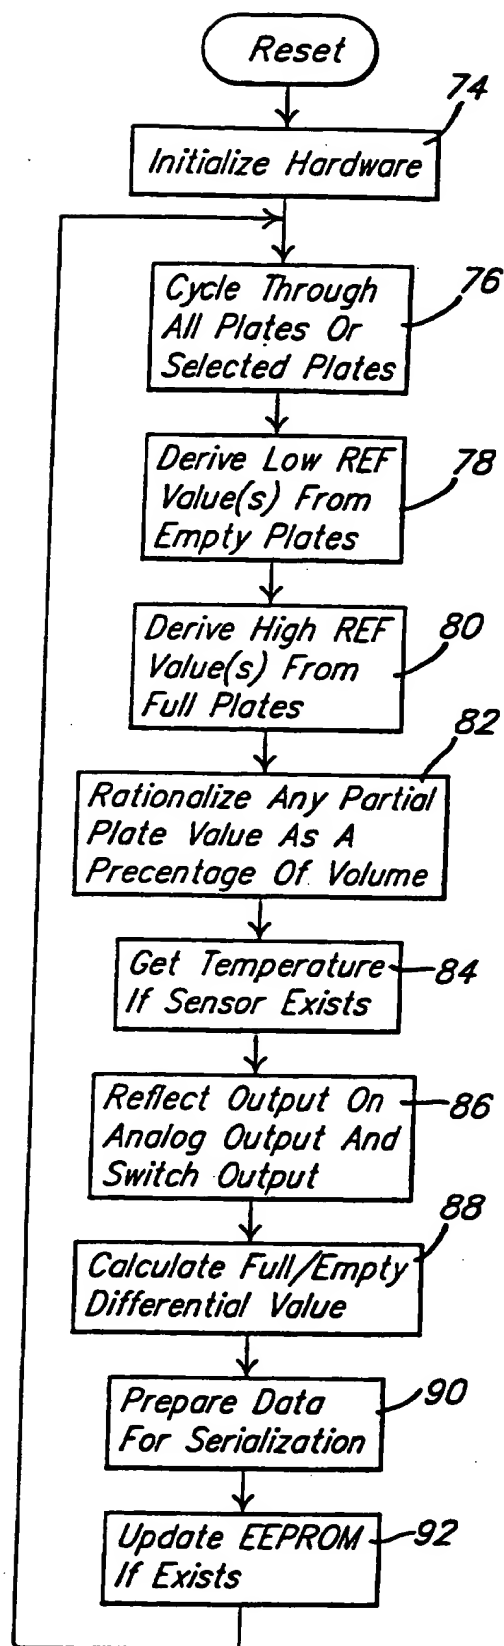 Reset
74
Initialize Hardware
76
Cycle Through
All Plates Or
Selected Plates
78
Derive Low REF
Value(s) From
Empty Plates
80
Derive High REF
Value(s) From
Full Plates
82
Rationalize Any Partial
Plate Value As A
Precentage Of Volume
Get Temperature
84
If Sensor Exists
Reflect Output On
86
Analog Output And
Switch Output
88
Calculate Full/Empty
Differential Value
90
Prepare Data
For Serialization
Update EEPROM
92
If Exists